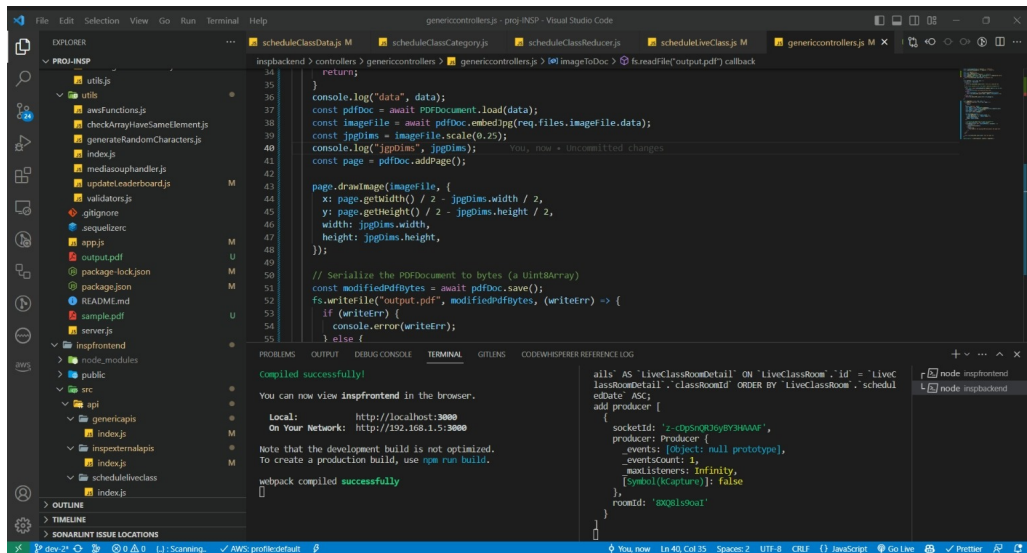 File Edit Selection View Go Run Terminal Help
genericcontrollers.js - proj-INSP - Visual Studio Code
EXPLORER
PROJ-INSP
utils.js
utils
awsFunctions.js
checkArrayHaveSameElement.js
generateRandomCharacters.js
index.js
mediasouphandler.js
updateLeaderboard.js M
validators.js
.gitignore
.sequelizerc
app.js M
output.pdf U
package-lock.json M
package.json M
README.md
sample.pdf U
server.js
inspfrontend
node_modules
public
src
api
genericapis
index.js M
inspexternalapis
index.js M
scheduleliveclass
index.js
OUTLINE
TIMELINE
SONARLINT ISSUE LOCATIONS
24
aws
scheduleClassData.js M scheduleClassCategory.js scheduleClassReducer.js scheduleLiveClass.js M genericcontrollers.js M
inspbackend > controllers > genericcontrollers > genericcontrollers.js > imageToDoc > fs.readFile("output.pdf") callback
34 return;
35 }
36 console.log("data", data);
37 const pdfDoc = await PDFDocument.load(data);
38 const imageFile = await pdfDoc.embedJpg(req.files.imageFile.data);
39 const jpgDims = imageFile.scale(0.25);
40 console.log("jgpDims", jpgDims); You, now • Uncommitted changes
41 const page = pdfDoc.addPage();
42
43 page.drawImage(imageFile, {
44 x: page.getWidth() / 2 - jpgDims.width / 2,
45 y: page.getHeight() / 2 - jpgDims.height / 2,
46 width: jpgDims.width,
47 height: jpgDims.height,
48 });
49
50 // Serialize the PDFDocument to bytes (a Uint8Array)
51 const modifiedPdfBytes = await pdfDoc.save();
52 fs.writeFile("output.pdf", modifiedPdfBytes, (writeErr) => {
53 if (writeErr) {
54 console.error(writeErr);
55 } else {
PROBLEMS OUTPUT DEBUG CONSOLE TERMINAL GITLENS CODEWHISPERER REFERENCE LOG
Compiled successfully!
You can now view inspfrontend in the browser.
Local: http://localhost:3000
On Your Network: http://192.168.1.5:3000
Note that the development build is not optimized.
To create a production build, use npm run build.
webpack compiled successfully
ails` AS `LiveClassRoomDetail` ON `LiveClassRoom`.`id` = `LiveC
lassRoomDetail`.`classRoomId` ORDER BY `LiveClassRoom`.`schedul
edDate` ASC;
add producer [
{
socketId: 'z-cDpSnQRJ6yBY3HAAAF',
producer: Producer {
_events: [Object: null prototype],
_eventsCount: 1,
_maxListeners: Infinity,
[Symbol(kCapture)]: false
},
roomId: '8XQBls9oaI'
}
]
node inspfrontend
node inspbackend
dev-2* 0 0 (..) : Scanning.. AWS: profile:default You, now Ln 40, Col 35 Spaces: 2 UTF-8 CRLF {} JavaScript Go Live Prettier